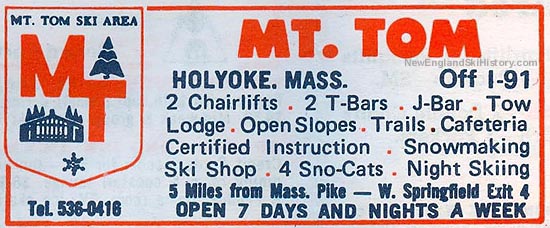 MT. TOM SKI AREA
MT
Tel. 536-0416
MT. TOM
NewEnglandSkiHistory.com
HOLYOKE, MASS. Off I-91
2 Chairlifts . 2 T-Bars . J-Bar . Tow
Lodge . Open Slopes . Trails . Cafeteria
Certified Instruction . Snowmaking
Ski Shop . 4 Sno-Cats . Night Skiing
5 Miles from Mass. Pike — W. Springfield Exit 4
OPEN 7 DAYS AND NIGHTS A WEEK